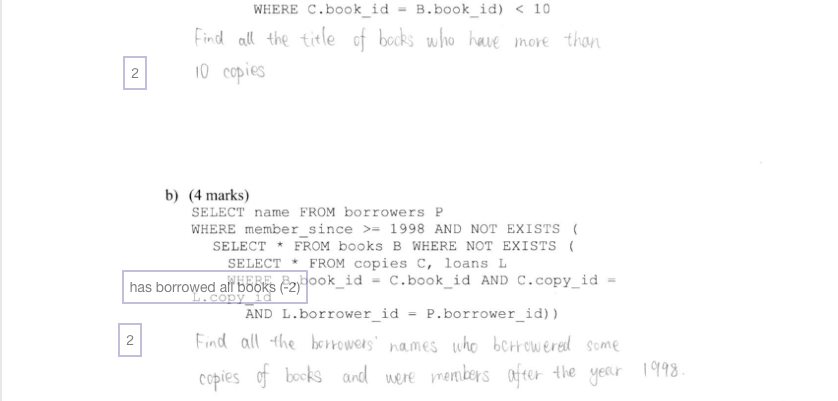 WHERE C.book_id = B.book_id) < 10
Find all the title of books who have more than
2
10 copies
b) (4 marks)
SELECT name FROM borrowers P
WHERE member_since >= 1998 AND NOT EXISTS (
SELECT * FROM books B WHERE NOT EXISTS (
SELECT * FROM copies C, loans L
WHERE B.book_id = C.book_id AND C.copy_id =
has borrowed all books (-2)
L.copy_id
AND L.borrower_id = P.borrower_id))
2
Find all the borrowers' names who borrowered some
copies of books and were members after the year 1998.